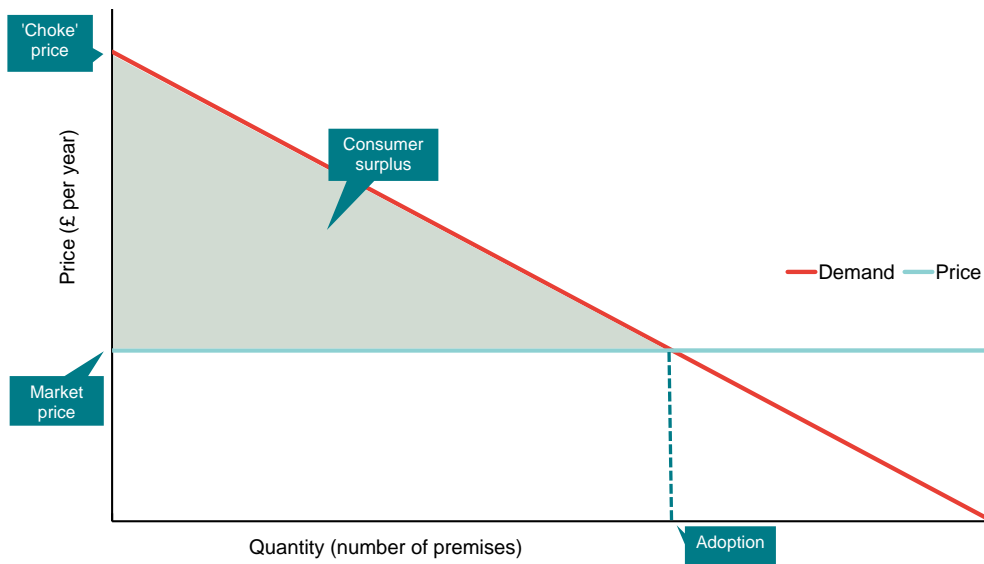 'Choke'
price
Consumer
surplus
Price (£ per year)
Demand
Price
Market
price
Adoption
Quantity (number of premises)